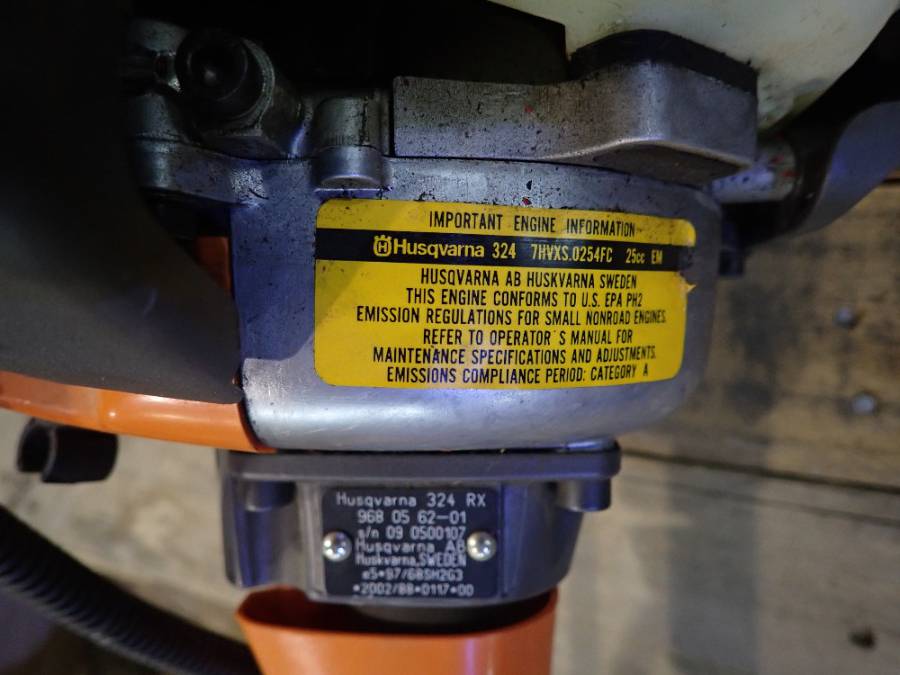 IMPORTANT ENGINE INFORMATION
Husqvarna 324 7HVXS.0254FC 25cc EM
HUSQVARNA AB HUSKVARNA SWEDEN
THIS ENGINE CONFORMS TO U.S. EPA PH2
EMISSION REGULATIONS FOR SMALL NONROAD ENGINES.
REFER TO OPERATOR'S MANUAL FOR
MAINTENANCE SPECIFICATIONS AND ADJUSTMENTS.
EMISSIONS COMPLIANCE PERIOD: CATEGORY A
Husqvarna 324 RX
968 05 62-01
s/n 09 0500107
Husqvarna AB
Huskvarna, SWEDEN
e5*97/68SH2G3
*2002/88*0117*00